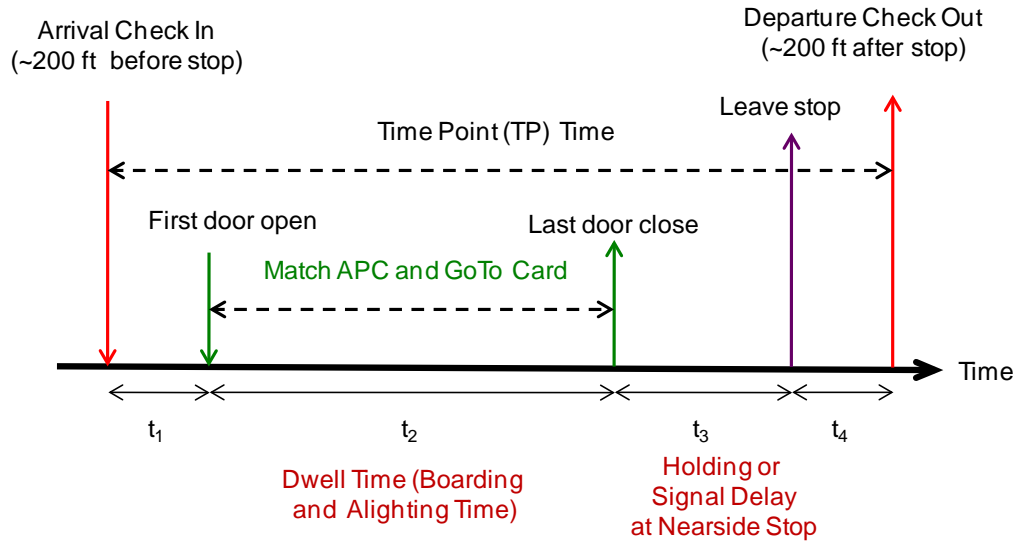 Arrival Check In
(~200 ft before stop)
Departure Check Out
(~200 ft after stop)
Leave stop
Time Point (TP) Time
First door open
Last door close
Match APC and GoTo Card
Time
t₁
t₂
t₃
t₄
Dwell Time (Boarding
and Alighting Time)
Holding or
Signal Delay
at Nearside Stop